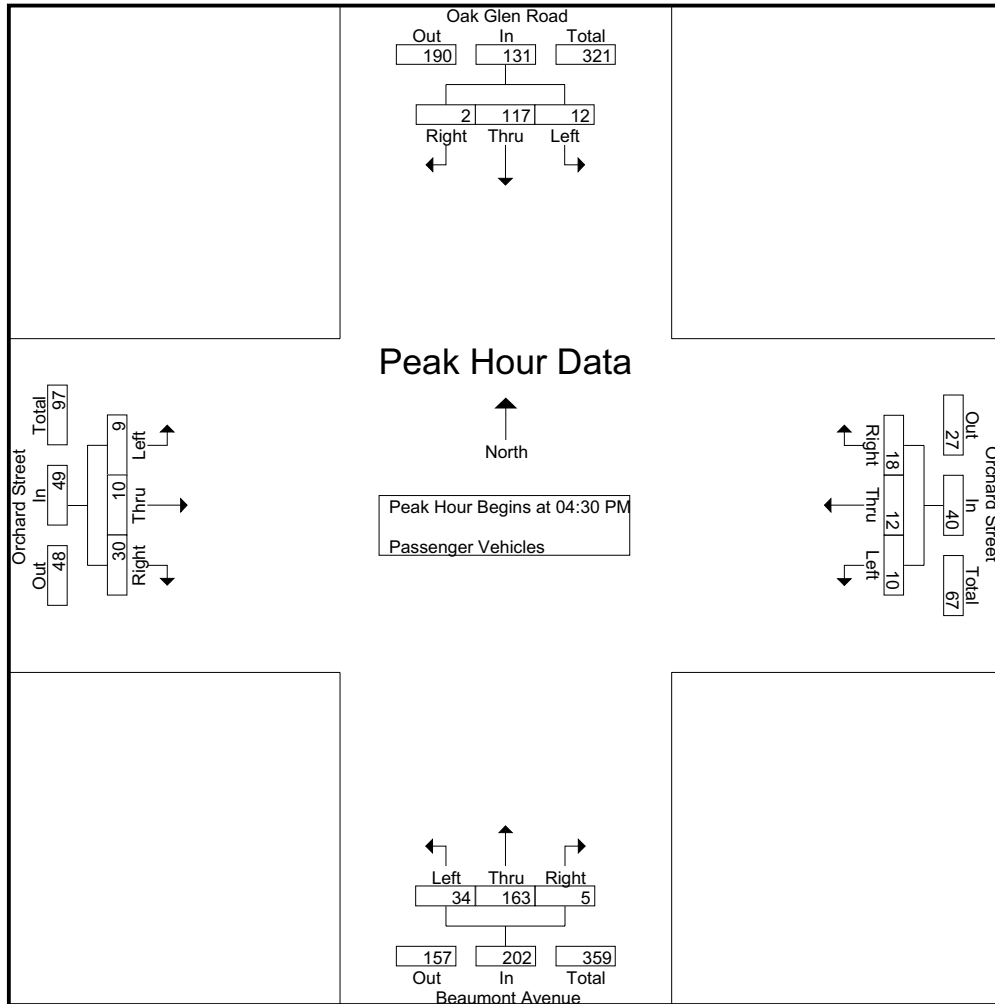 Oak Glen Road
Out In Total
190 131 321
2 117 12
Right Thru Left
Peak Hour Data
North
Peak Hour Begins at 04:30 PM
Passenger Vehicles
Orchard Street
Out In Total
48 49 97
30 10 9
Right Thru Left
Orchard Street
Out In Total
27 40 67
18 12 10
Right Thru Left
Left Thru Right
34 163 5
157 202 359
Out In Total
Beaumont Avenue